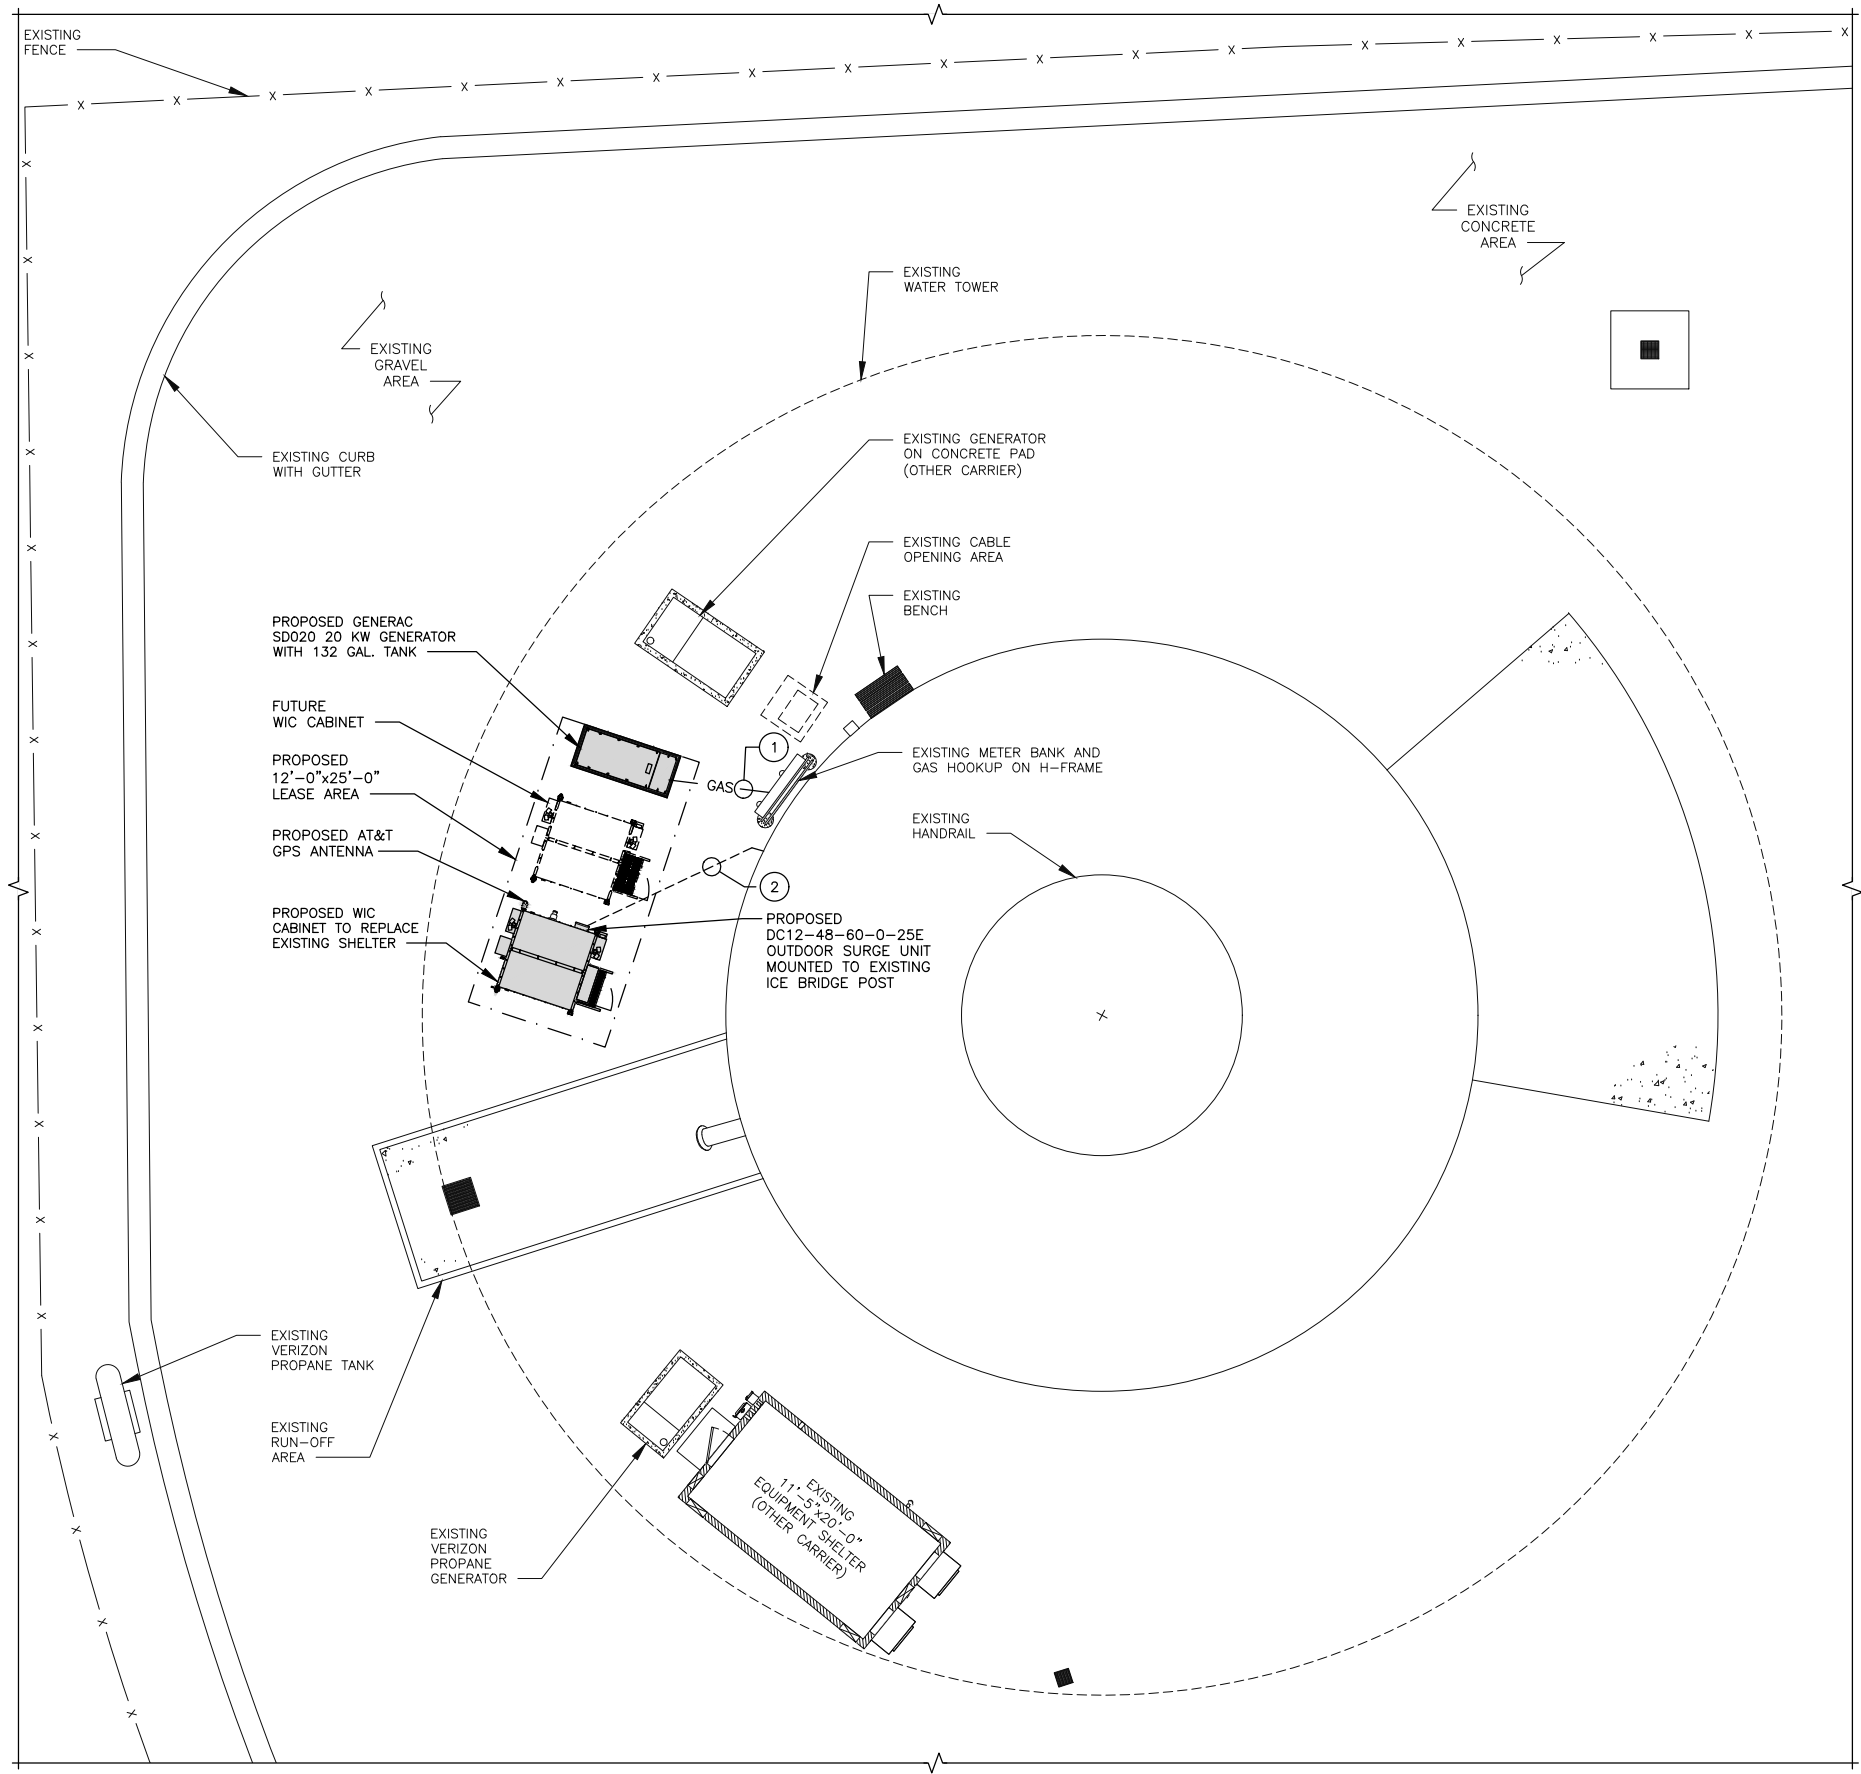 EXISTING
FENCE
EXISTING
CONCRETE
AREA
EXISTING
WATER TOWER
EXISTING
GRAVEL
AREA
EXISTING CURB
WITH GUTTER
EXISTING GENERATOR
ON CONCRETE PAD
(OTHER CARRIER)
EXISTING CABLE
OPENING AREA
EXISTING
BENCH
PROPOSED GENERAC
SD020 20 KW GENERATOR
WITH 132 GAL. TANK
FUTURE
WIC CABINET
PROPOSED
12'-0"x25'-0"
LEASE AREA
PROPOSED AT&T
GPS ANTENNA
PROPOSED WIC
CABINET TO REPLACE
EXISTING SHELTER
1
GAS
EXISTING METER BANK AND
GAS HOOKUP ON H-FRAME
EXISTING
HANDRAIL
2
PROPOSED
DC12-48-60-0-25E
OUTDOOR SURGE UNIT
MOUNTED TO EXISTING
ICE BRIDGE POST
EXISTING
VERIZON
PROPANE TANK
EXISTING
RUN-OFF
AREA
EXISTING
VERIZON
PROPANE
GENERATOR
EXISTING
11'-5"x20'-0"
EQUIPMENT SHELTER
(OTHER CARRIER)